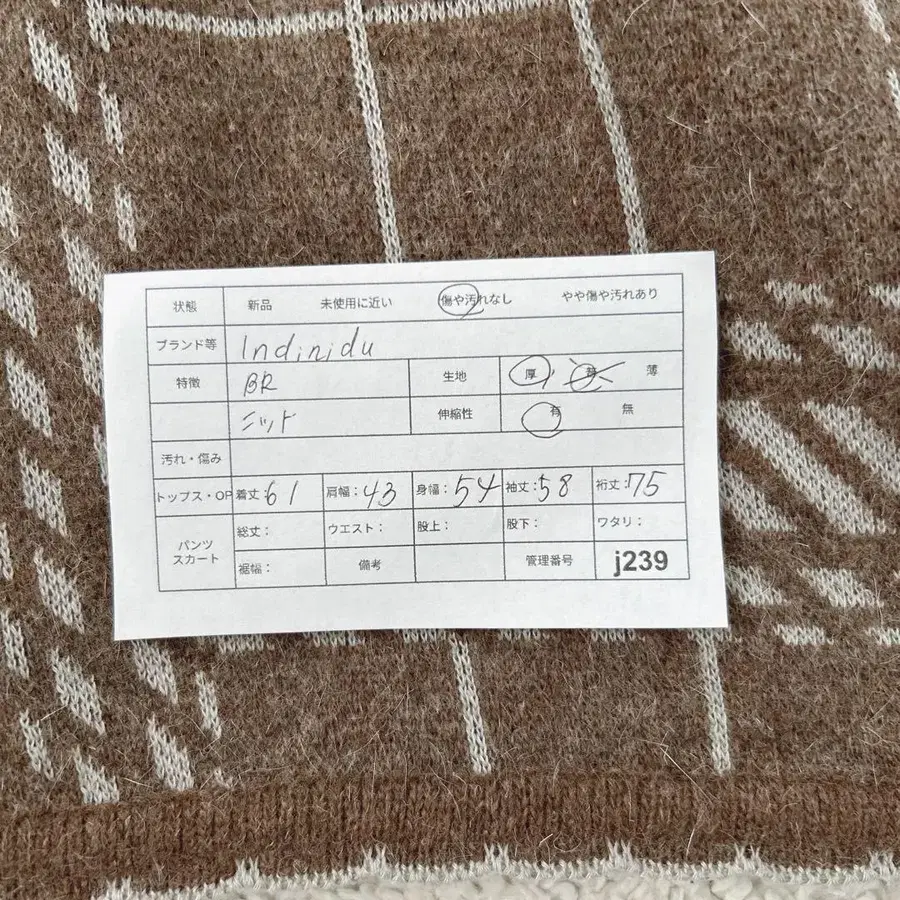 状態 新品 未使用に近い 傷や汚れなし やや傷や汚れあり
ブランド等 Indinidu
特徴 BR 生地 厚 薄
ニット 伸縮性 有 無
汚れ・傷み
トップス・OP 着丈:61 肩幅:43 身幅:54 袖丈:58 裄丈:75
パンツ スカート 総丈: ウエスト: 股上: 股下: ワタリ:
裾幅: 備考 管理番号 j239